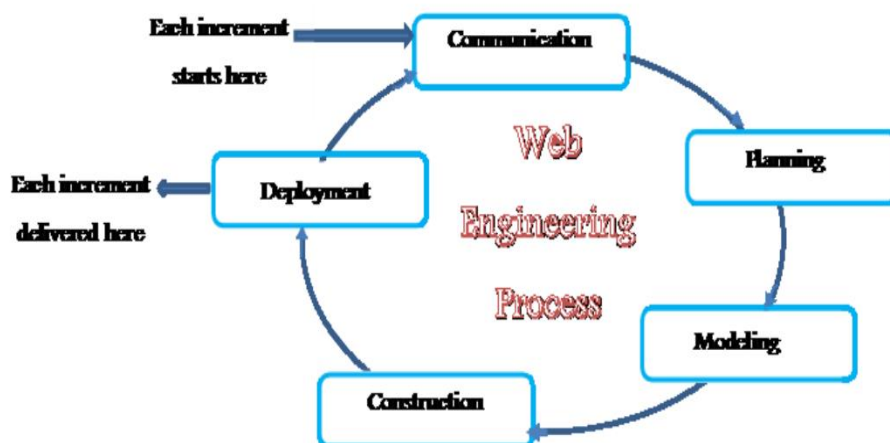 Each increment
starts here
Communication
Web
Engineering
Process
Planning
Each increment
delivered here
Deployment
Modeling
Construction